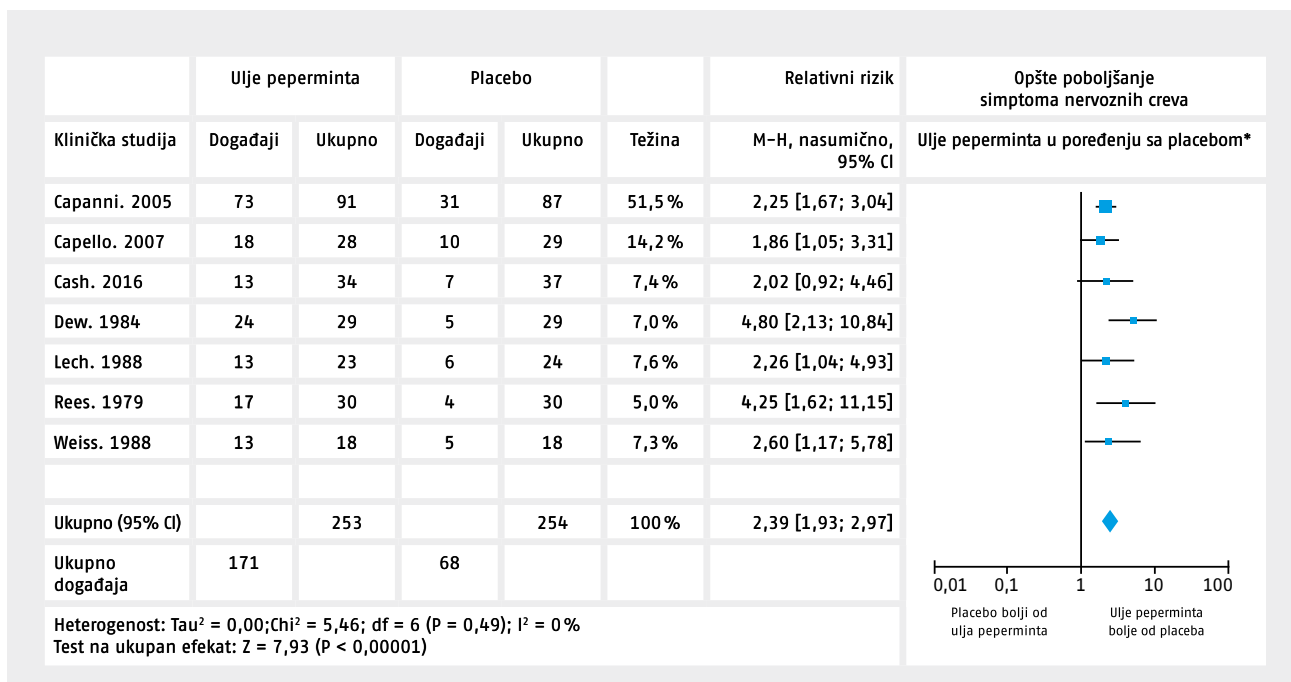 Ulje peperminta Placebo Relativni rizik Opšte poboljšanje
simptoma nervoznih creva
Klinička studija Događaji Ukupno Događaji Ukupno Težina M–H, nasumično, Ulje peperminta u poređenju sa placebom*
95% CI
Capanni. 2005 73 91 31 87 51,5 % 2,25 [1,67; 3,04]
Capello. 2007 18 28 10 29 14,2 % 1,86 [1,05; 3,31]
Cash. 2016 13 34 7 37 7,4 % 2,02 [0,92; 4,46]
Dew. 1984 24 29 5 29 7,0 % 4,80 [2,13; 10,84]
Lech. 1988 13 23 6 24 7,6 % 2,26 [1,04; 4,93]
Rees. 1979 17 30 4 30 5,0 % 4,25 [1,62; 11,15]
Weiss. 1988 13 18 5 18 7,3 % 2,60 [1,17; 5,78]
Ukupno (95% CI) 253 254 100 % 2,39 [1,93; 2,97]
Ukupno 171 68
događaja
Heterogenost: Tau² = 0,00;Chi² = 5,46; df = 6 (P = 0,49); I² = 0 %
Test na ukupan efekat: Z = 7,93 (P < 0,00001)
0,01 0,1 1 10 100
Placebo bolji od Ulje peperminta
ulja peperminta bolje od placeba